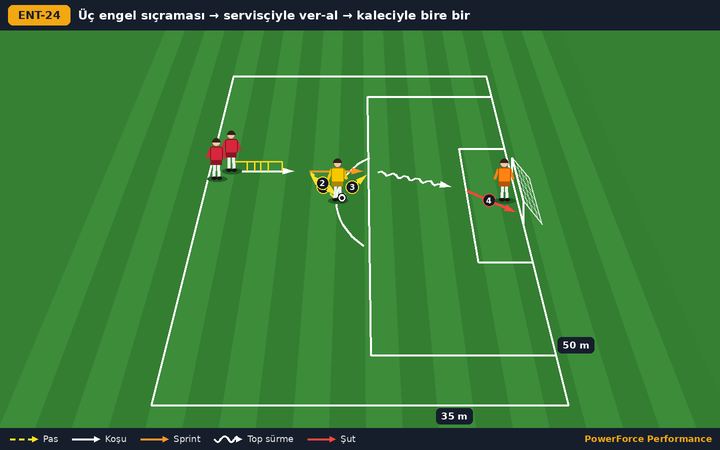 ENT-24
Üç engel sıçraması → servisçiyle ver-al → kaleciyle bire bir
2
3
4
50 m
35 m
Pas
Koşu
Sprint
Top sürme
Şut
PowerForce Performance